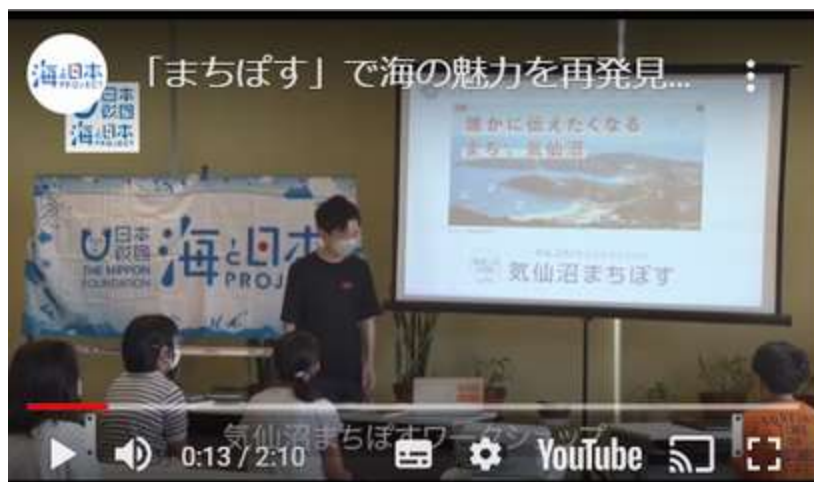 海と日本
PROJECT
「まちぽす」で海の魅力を再発見...
日本
財団
海と日本
誰かに伝えたくなる
まち、気仙沼
日本
財団
THE NIPPON
FOUNDATION
海と日本
PROJ
気仙沼まちぽす
気仙沼まちぽすワークショップ
0:13 / 2:10
YouTube